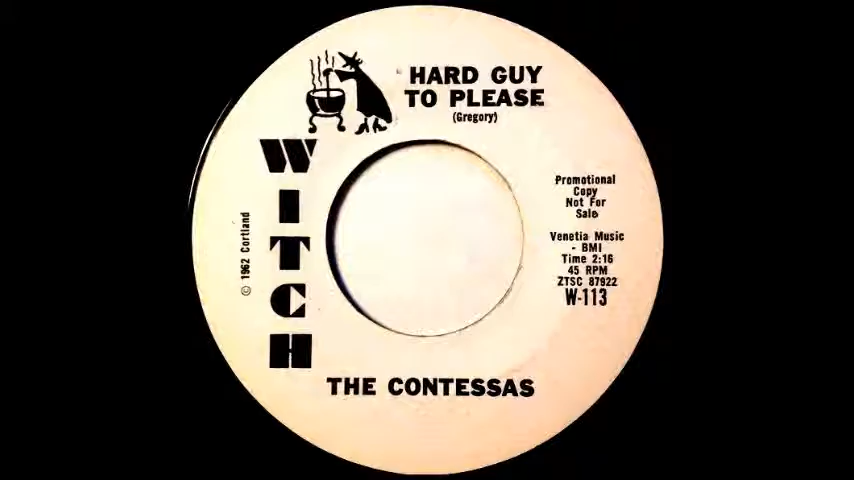 HARD GUY
TO PLEASE
(Gregory)
WITCH
© 1962 Cortland
Promotional
Copy
Not For
Sale
Venetia Music
- BMI
Time 2:16
45 RPM
ZTSC 87922
W-113
THE CONTESSAS